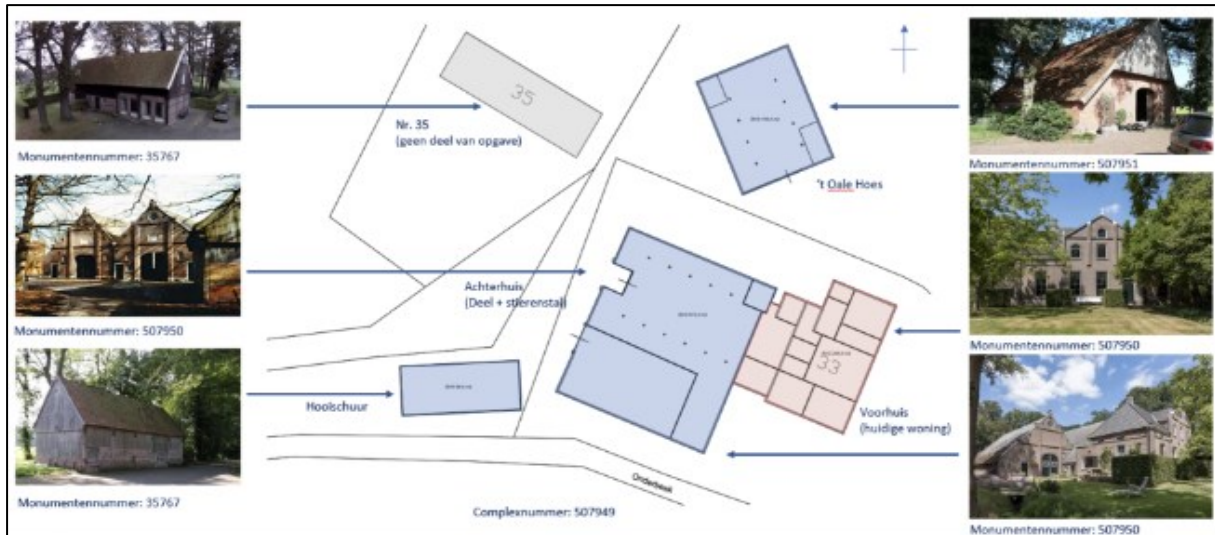 Monumentennummer: 35767
Monumentennummer: 507950
Monumentennummer: 35767
35
Nr. 35
(geen deel van opgave)
Achterhuis
(Deel + stierenstal)
Hooischuur
Complexnummer: 507949
't Oale Hoes
33
Voorhuis
(huidige woning)
Onderbeek
Monumentennummer: 507951
Monumentennummer: 507950
Monumentennummer: 507950